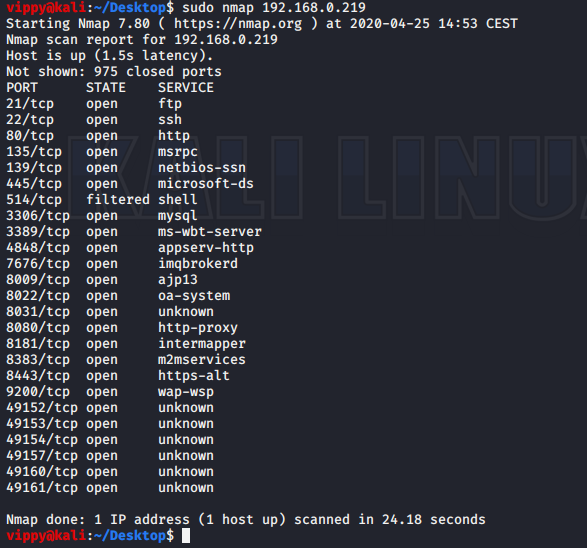 vippy@kali:~/Desktop$ sudo nmap 192.168.0.219
Starting Nmap 7.80 ( https://nmap.org ) at 2020-04-25 14:53 CEST
Nmap scan report for 192.168.0.219
Host is up (1.5s latency).
Not shown: 975 closed ports
PORT      STATE    SERVICE
21/tcp    open     ftp
22/tcp    open     ssh
80/tcp    open     http
135/tcp   open     msrpc
139/tcp   open     netbios-ssn
445/tcp   open     microsoft-ds
514/tcp   filtered shell
3306/tcp  open     mysql
3389/tcp  open     ms-wbt-server
4848/tcp  open     appserv-http
7676/tcp  open     imqbrokerd
8009/tcp  open     ajp13
8022/tcp  open     oa-system
8031/tcp  open     unknown
8080/tcp  open     http-proxy
8181/tcp  open     intermapper
8383/tcp  open     m2mservices
8443/tcp  open     https-alt
9200/tcp  open     wap-wsp
49152/tcp open     unknown
49153/tcp open     unknown
49154/tcp open     unknown
49157/tcp open     unknown
49160/tcp open     unknown
49161/tcp open     unknown
Nmap done: 1 IP address (1 host up) scanned in 24.18 seconds
vippy@kali:~/Desktop$
KALI LINUX